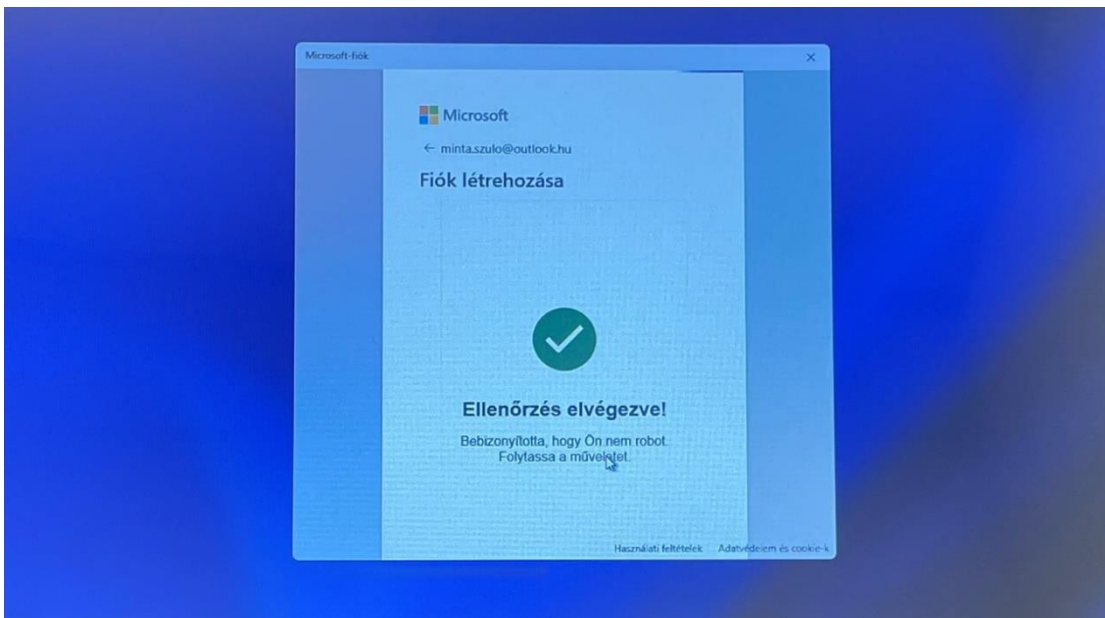 Microsoft-fiók
Microsoft
← minta.szulo@outlook.hu
Fiók létrehozása
Ellenőrzés elvégezve!
Bebizonyította, hogy Ön nem robot.
Folytassa a műveletet.
Használati feltételek Adatvédelem és cookie-k